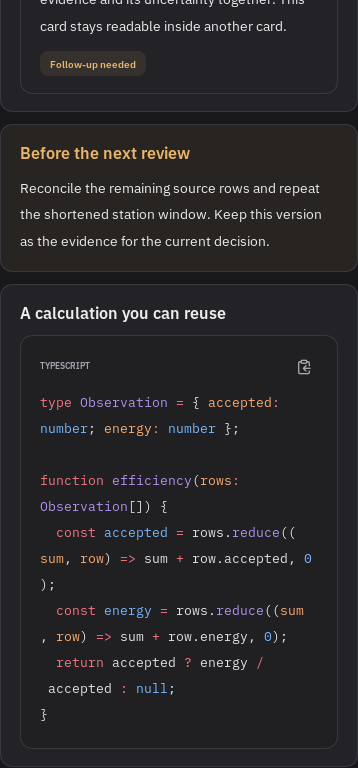 evidence and its uncertainty together. This
card stays readable inside another card.
Follow-up needed
Before the next review
Reconcile the remaining source rows and repeat
the shortened station window. Keep this version
as the evidence for the current decision.
A calculation you can reuse
TYPESCRIPT
type Observation = { accepted:
number; energy: number };
function efficiency(rows:
Observation[]) {
  const accepted = rows.reduce((
sum, row) => sum + row.accepted, 0
);
  const energy = rows.reduce((sum
, row) => sum + row.energy, 0);
  return accepted ? energy /
 accepted : null;
}